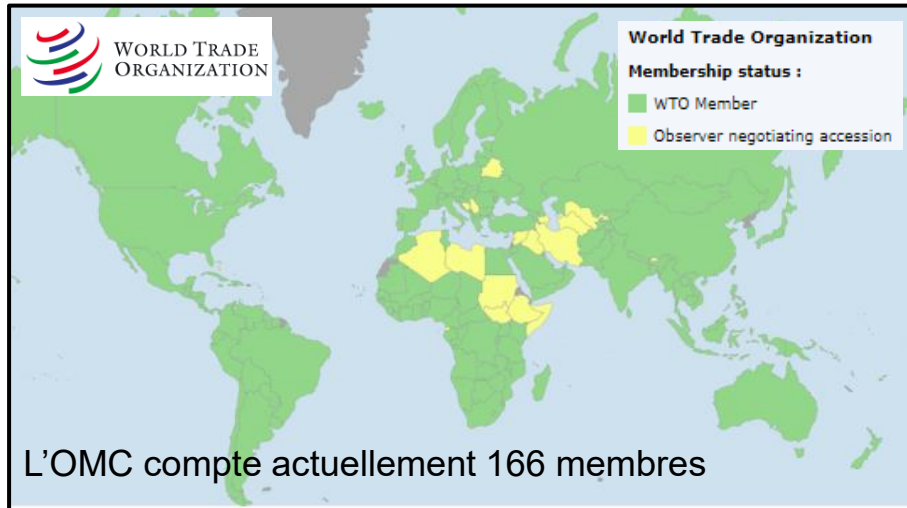 WORLD TRADE
ORGANIZATION
World Trade Organization
Membership status :
WTO Member
Observer negotiating accession
L'OMC compte actuellement 166 membres